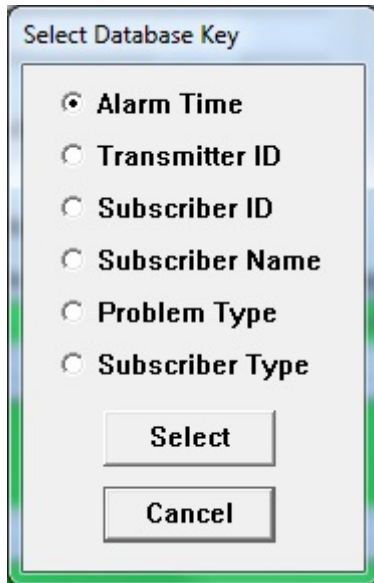 Select Database Key
Alarm Time
Transmitter ID
Subscriber ID
Subscriber Name
Problem Type
Subscriber Type
Select
Cancel